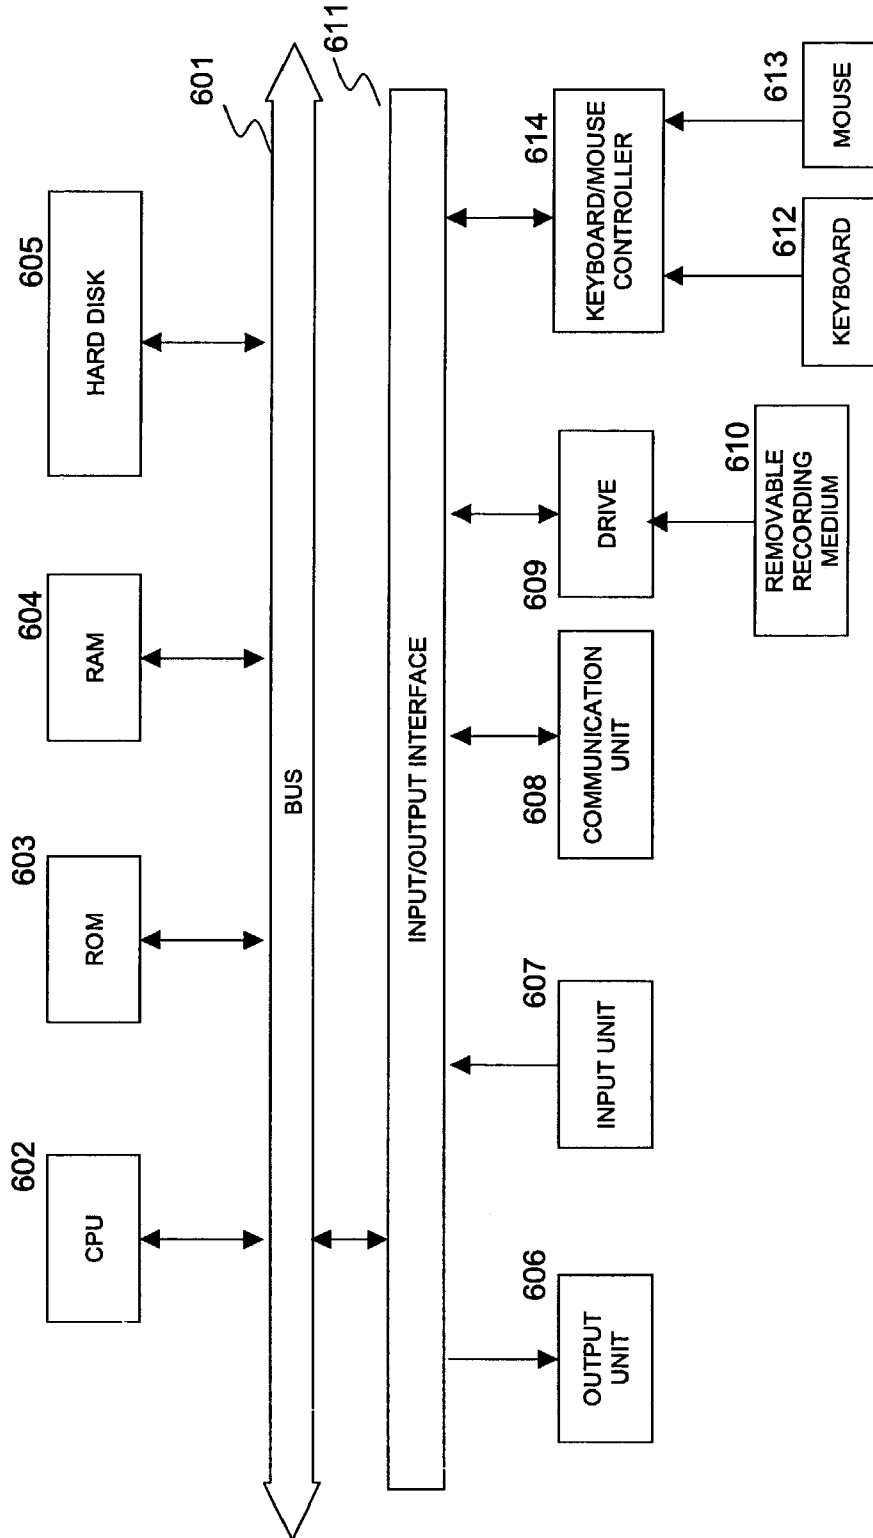 602
CPU
603
ROM
604
RAM
605
HARD DISK
601
BUS
611
INPUT/OUTPUT INTERFACE
606
OUTPUT
UNIT
607
INPUT UNIT
608
COMMUNICATION
UNIT
609
DRIVE
614
KEYBOARD/MOUSE
CONTROLLER
610
REMOVABLE
RECORDING
MEDIUM
612
KEYBOARD
613
MOUSE